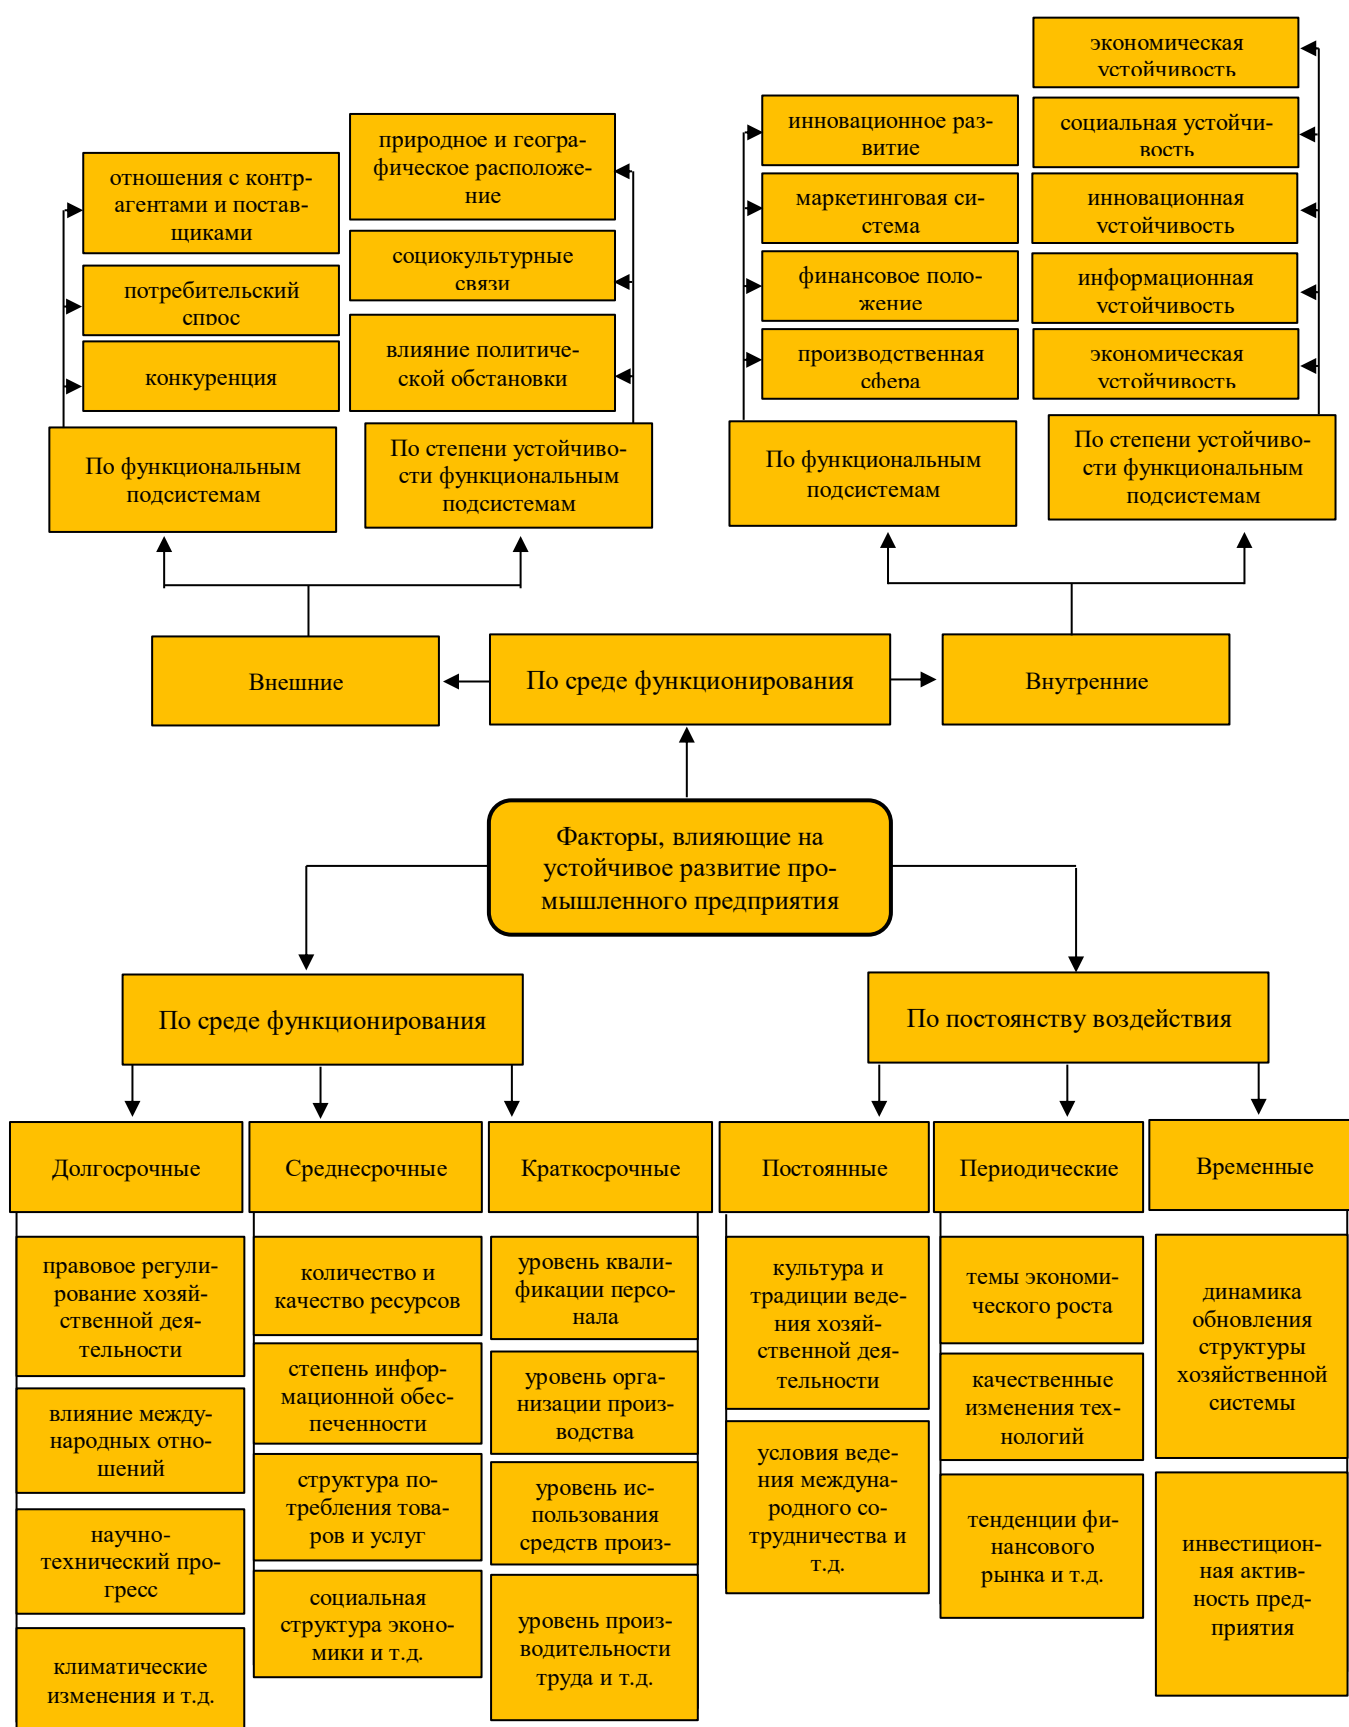 экономическая
устойчивость
социальная устойчи-
вость
инновационная
устойчивость
информационная
устойчивость
экономическая
устойчивость
инновационное раз-
витие
маркетинговая си-
стема
финансовое поло-
жение
производственная
сфера
природное и геогра-
фическое расположе-
ние
социокультурные
связи
влияние политиче-
ской обстановки
отношения с контр-
агентами и постав-
щиками
потребительский
спрос
конкуренция
По функциональным
подсистемам
По степени устойчиво-
сти функциональным
подсистемам
По функциональным
подсистемам
По степени устойчиво-
сти функциональным
подсистемам
Внешние
По среде функционирования
Внутренние
Факторы, влияющие на
устойчивое развитие про-
мышленного предприятия
По среде функционирования
По постоянству воздействия
Долгосрочные
Среднесрочные
Краткосрочные
Постоянные
Периодические
Временные
правовое регули-
рование хозяй-
ственной дея-
тельности
влияние между-
народных отно-
шений
научно-
технический про-
гресс
климатические
изменения и т.д.
количество и
качество ресурсов
степень инфор-
мационной обес-
печенности
структура по-
требления това-
ров и услуг
социальная
структура эконо-
мики и т.д.
уровень квали-
фикации персо-
нала
уровень орга-
низации произ-
водства
уровень ис-
пользования
средств произ-
уровень произ-
водительности
труда и т.д.
культура и
традиции веде-
ния хозяй-
ственной дея-
тельности
условия веде-
ния междуна-
родного со-
трудничества и
т.д.
темы экономи-
ческого роста
качественные
изменения тех-
нологий
тенденции фи-
нансового
рынка и т.д.
динамика
обновления
структуры
хозяйственной
системы
инвестицион-
ная актив-
ность пред-
приятия